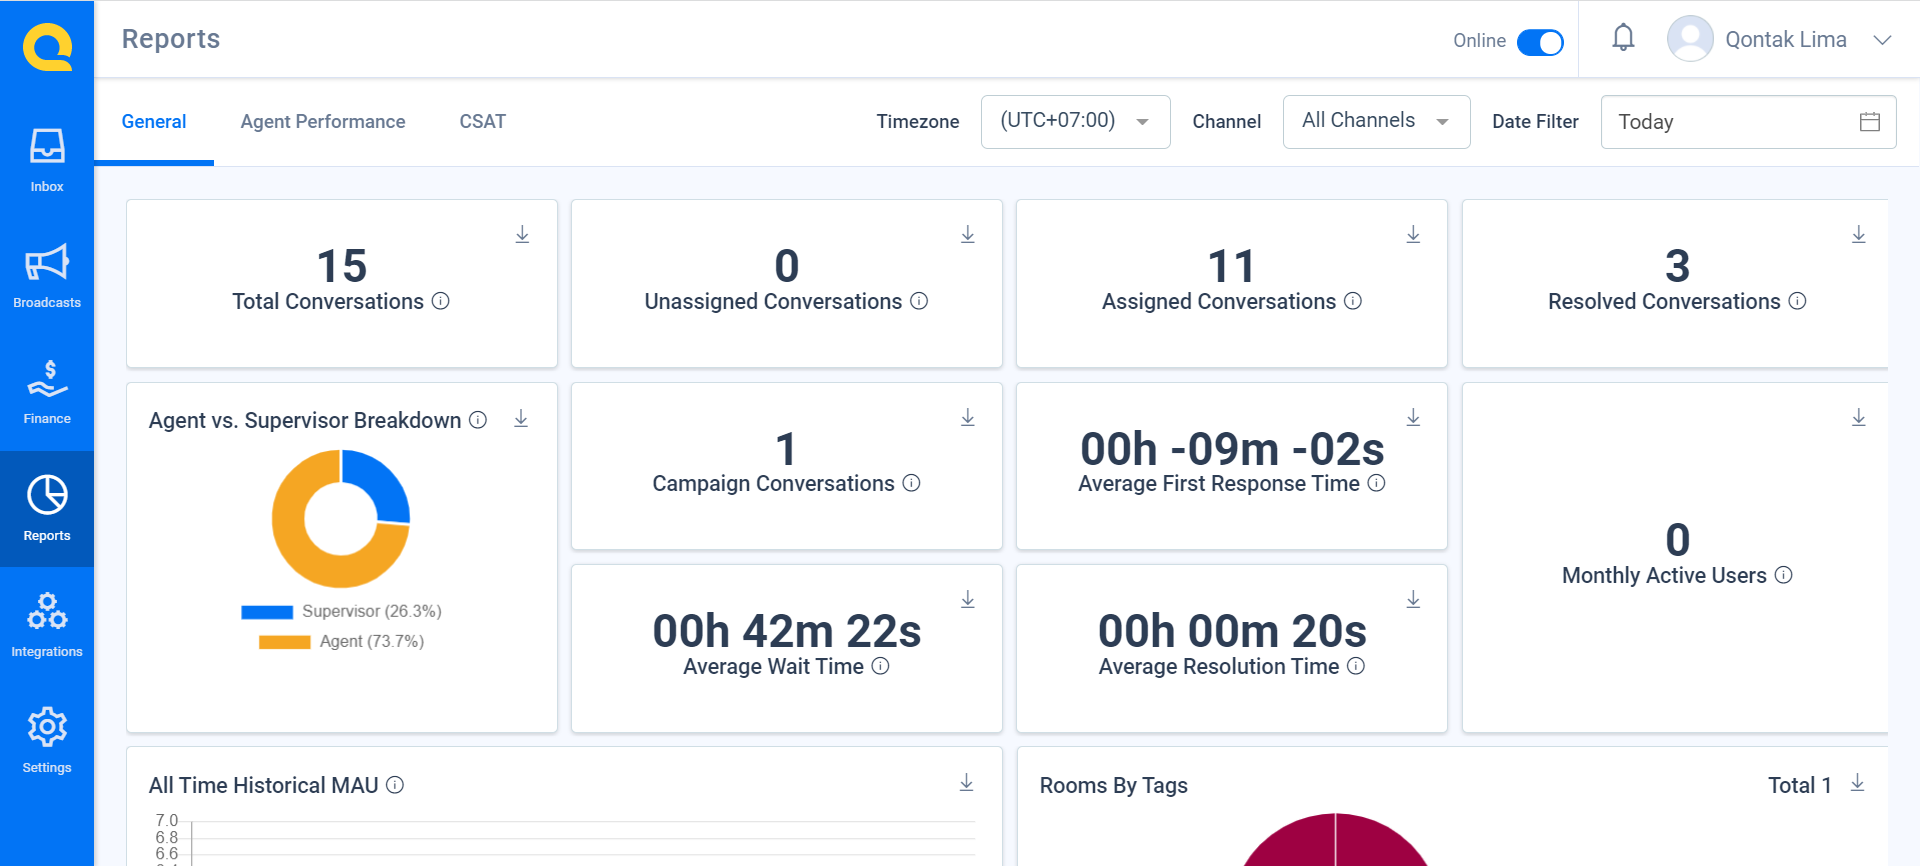 Reports
Online
Qontak Lima
General
Agent Performance
CSAT
Timezone
(UTC+07:00)
Channel
All Channels
Date Filter
Today
Inbox
Broadcasts
Finance
Reports
Integrations
Settings
15
Total Conversations
0
Unassigned Conversations
11
Assigned Conversations
3
Resolved Conversations
Agent vs. Supervisor Breakdown
Supervisor (26.3%)
Agent (73.7%)
1
Campaign Conversations
00h -09m -02s
Average First Response Time
00h 42m 22s
Average Wait Time
00h 00m 20s
Average Resolution Time
0
Monthly Active Users
All Time Historical MAU
7.0
6.8
6.6
Rooms By Tags
Total 1